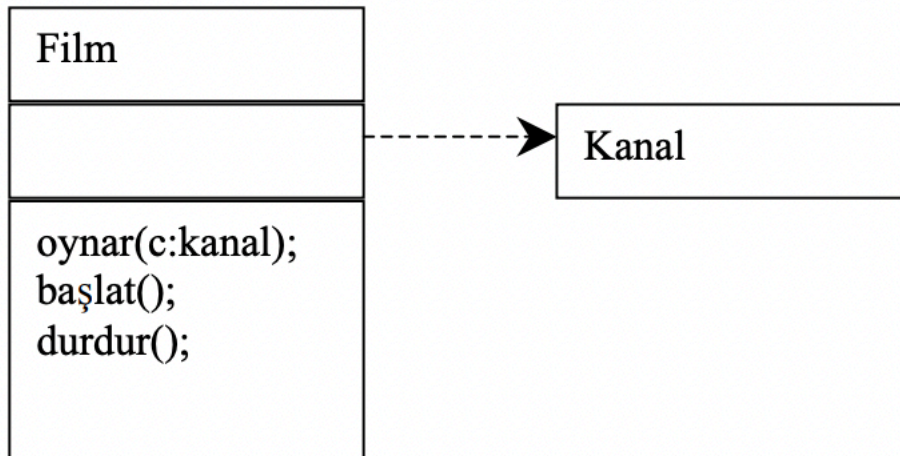 Film
Kanal
oynar(c:kanal);
başlat();
durdur();